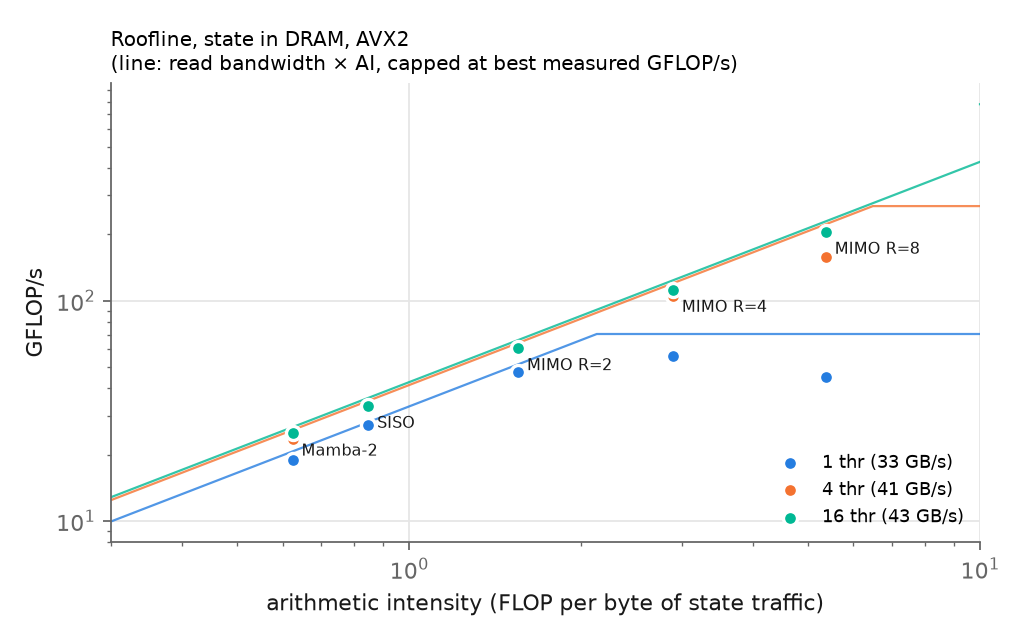 Roofline, state in DRAM, AVX2
(line: read bandwidth × AI, capped at best measured GFLOP/s)
GFLOP/s
10²
10¹
MIMO R=8
MIMO R=4
MIMO R=2
SISO
Mamba-2
1 thr (33 GB/s)
4 thr (41 GB/s)
16 thr (43 GB/s)
10⁰
10¹
arithmetic intensity (FLOP per byte of state traffic)